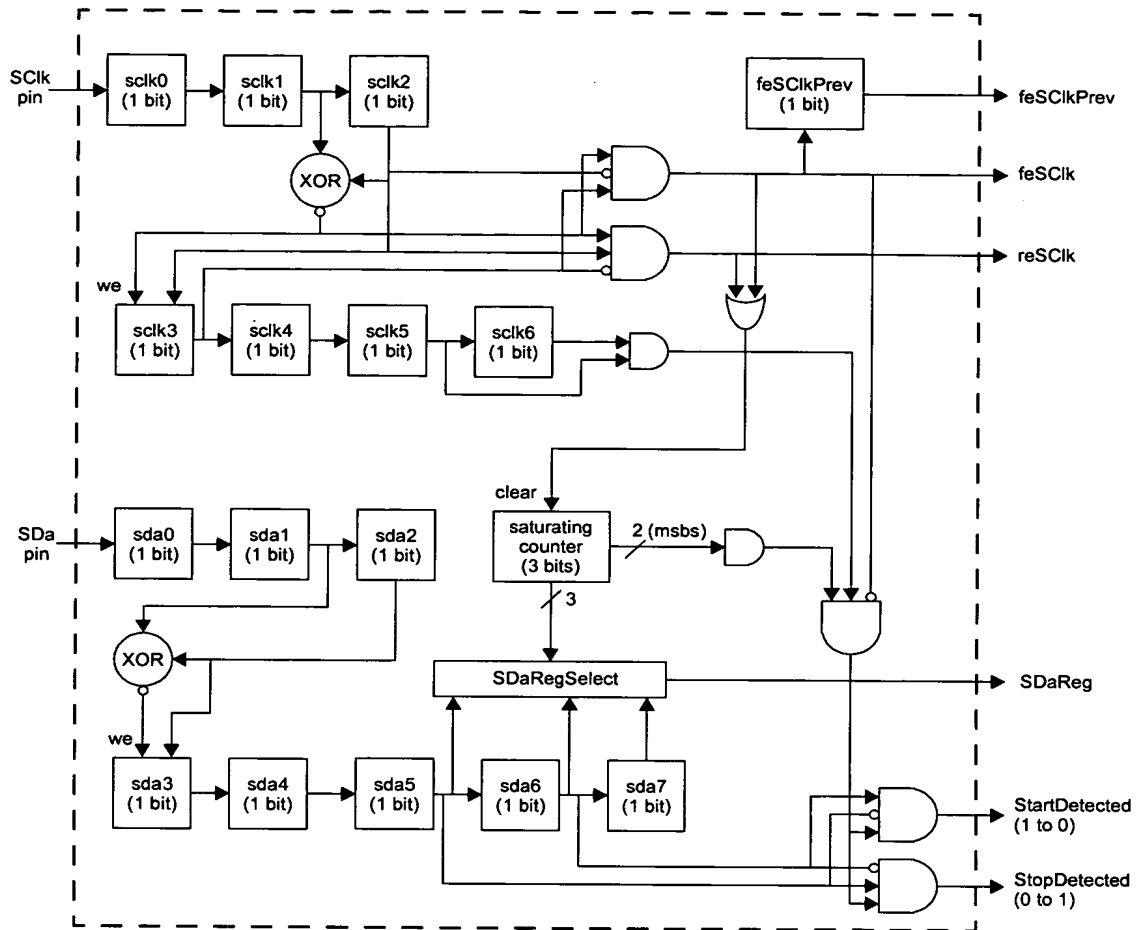 SClk
pin
sclk0
(1 bit)
sclk1
(1 bit)
sclk2
(1 bit)
feSClkPrev
(1 bit)
feSClkPrev
XOR
feSClk
reSClk
we
sclk3
(1 bit)
sclk4
(1 bit)
sclk5
(1 bit)
sclk6
(1 bit)
clear
SDa
pin
sda0
(1 bit)
sda1
(1 bit)
sda2
(1 bit)
saturating
counter
(3 bits)
2 (msbs)
3
XOR
SDaRegSelect
SDaReg
we
sda3
(1 bit)
sda4
(1 bit)
sda5
(1 bit)
sda6
(1 bit)
sda7
(1 bit)
StartDetected
(1 to 0)
StopDetected
(0 to 1)